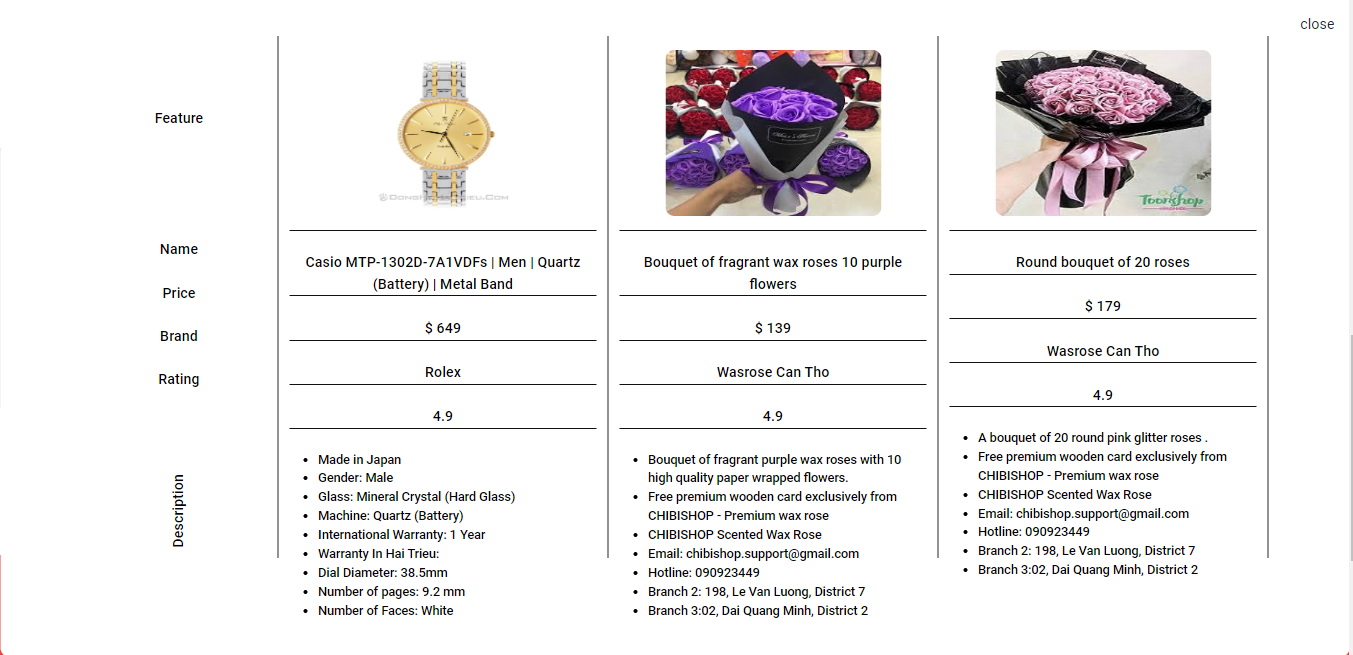 close
Feature
Toorishop
Name
Casio MTP-1302D-7A1VDFs | Men | Quartz
(Battery) | Metal Band
Bouquet of fragrant wax roses 10 purple
flowers
Round bouquet of 20 roses
Price
$ 649
$ 139
$ 179
Brand
Rolex
Wasrose Can Tho
Wasrose Can Tho
Rating
4.9
4.9
4.9
Description
Made in Japan
Gender: Male
Glass: Mineral Crystal (Hard Glass)
Machine: Quartz (Battery)
International Warranty: 1 Year
Warranty In Hai Trieu:
Dial Diameter: 38.5mm
Number of pages: 9.2 mm
Number of Faces: White
Bouquet of fragrant purple wax roses with 10
high quality paper wrapped flowers.
Free premium wooden card exclusively from
CHIBISHOP - Premium wax rose
CHIBISHOP Scented Wax Rose
Email: chibishop.support@gmail.com
Hotline: 090923449
Branch 2: 198, Le Van Luong, District 7
Branch 3:02, Dai Quang Minh, District 2
A bouquet of 20 round pink glitter roses .
Free premium wooden card exclusively from
CHIBISHOP - Premium wax rose
CHIBISHOP Scented Wax Rose
Email: chibishop.support@gmail.com
Hotline: 090923449
Branch 2: 198, Le Van Luong, District 7
Branch 3:02, Dai Quang Minh, District 2